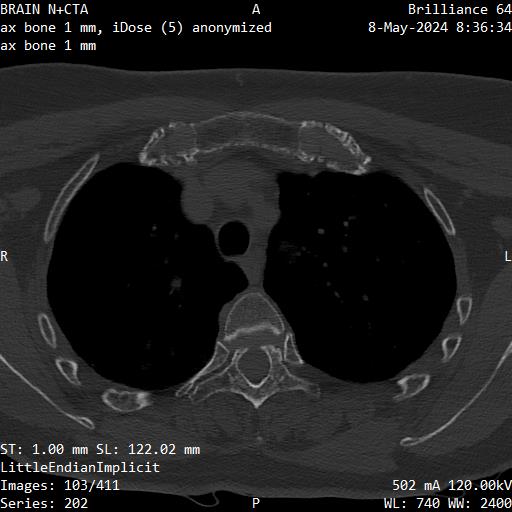 BRAIN N+CTA
ax bone 1 mm, iDose (5) anonymized
ax bone 1 mm
A
Brilliance 64
8-May-2024 8:36:34
R
L
ST: 1.00 mm SL: 122.02 mm
LittleEndianImplicit
Images: 103/411
Series: 202
P
502 mA 120.00kV
WL: 740 WW: 2400